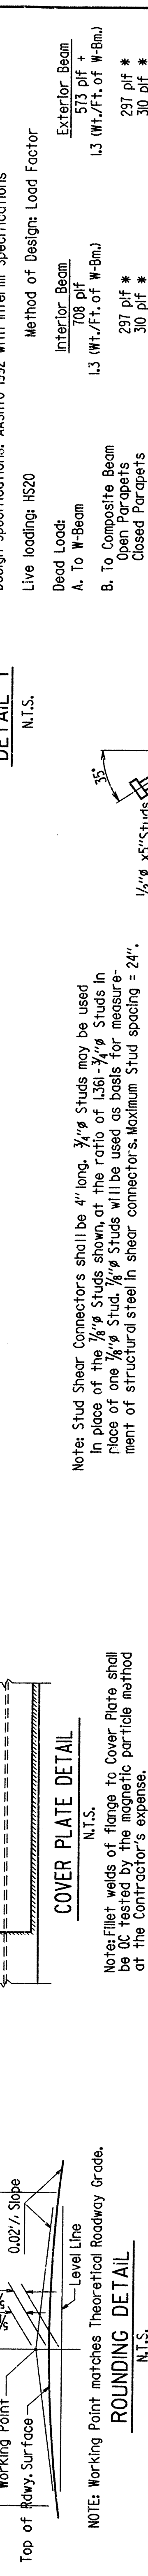 Working Point
Top of Rdwy. Surface
0.02'/' Slope
Level Line
NOTE: Working Point matches Theoretical Roadway Grade.
ROUNDING DETAIL
N.T.S.
COVER PLATE DETAIL
N.T.S.
Note: Fillet welds of flange to Cover Plate shall
be QC tested by the magnetic particle method
at the Contractor's expense.
Note: Stud Shear Connectors shall be 4" long. 3/4"ø Studs may be used
in place of the 7/8"ø Studs shown, at the ratio of 1.361-3/4"ø Studs in
place of one 7/8"ø Stud. 7/8"ø Studs will be used as basis for measure-
ment of structural steel in shear connectors. Maximum Stud spacing = 24".
DETAIL
N.T.S.
35°
1/2"ø x5"Studs
Design Specifications: AASHTO 1992 with Interim Specifications
Live loading: HS20 Method of Design: Load Factor
Dead Load: Interior Beam Exterior Beam
A. To W-Beam 708 plf 573 plf +
1.3 (Wt./Ft. of W-Bm.) 1.3 (Wt./Ft. of W-Bm.)
B. To Composite Beam
Open Parapets 297 plf * 297 plf *
Closed Parapets 310 plf * 310 plf *